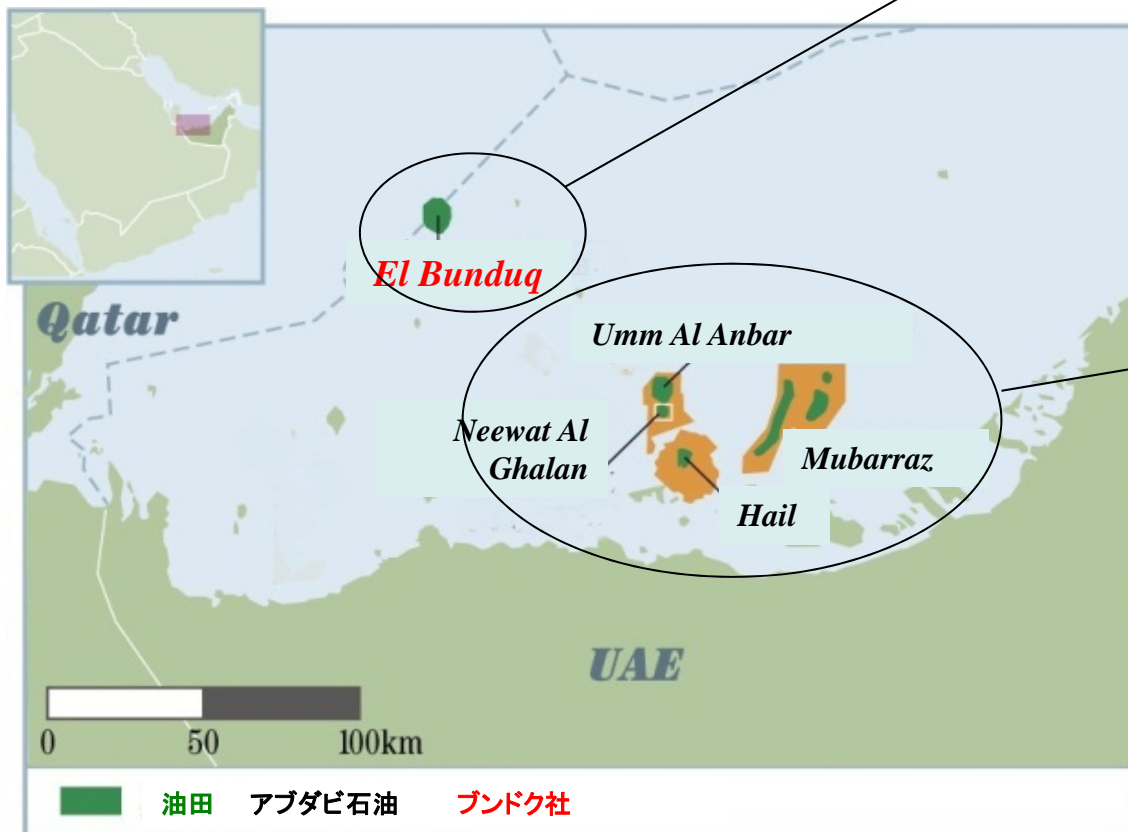 El Bunduq
Qatar
Umm Al Anbar
Neewat Al
Ghalan
Mubarraz
Hail
UAE
0 50 100km
油田 アブダビ石油 ブンドク社